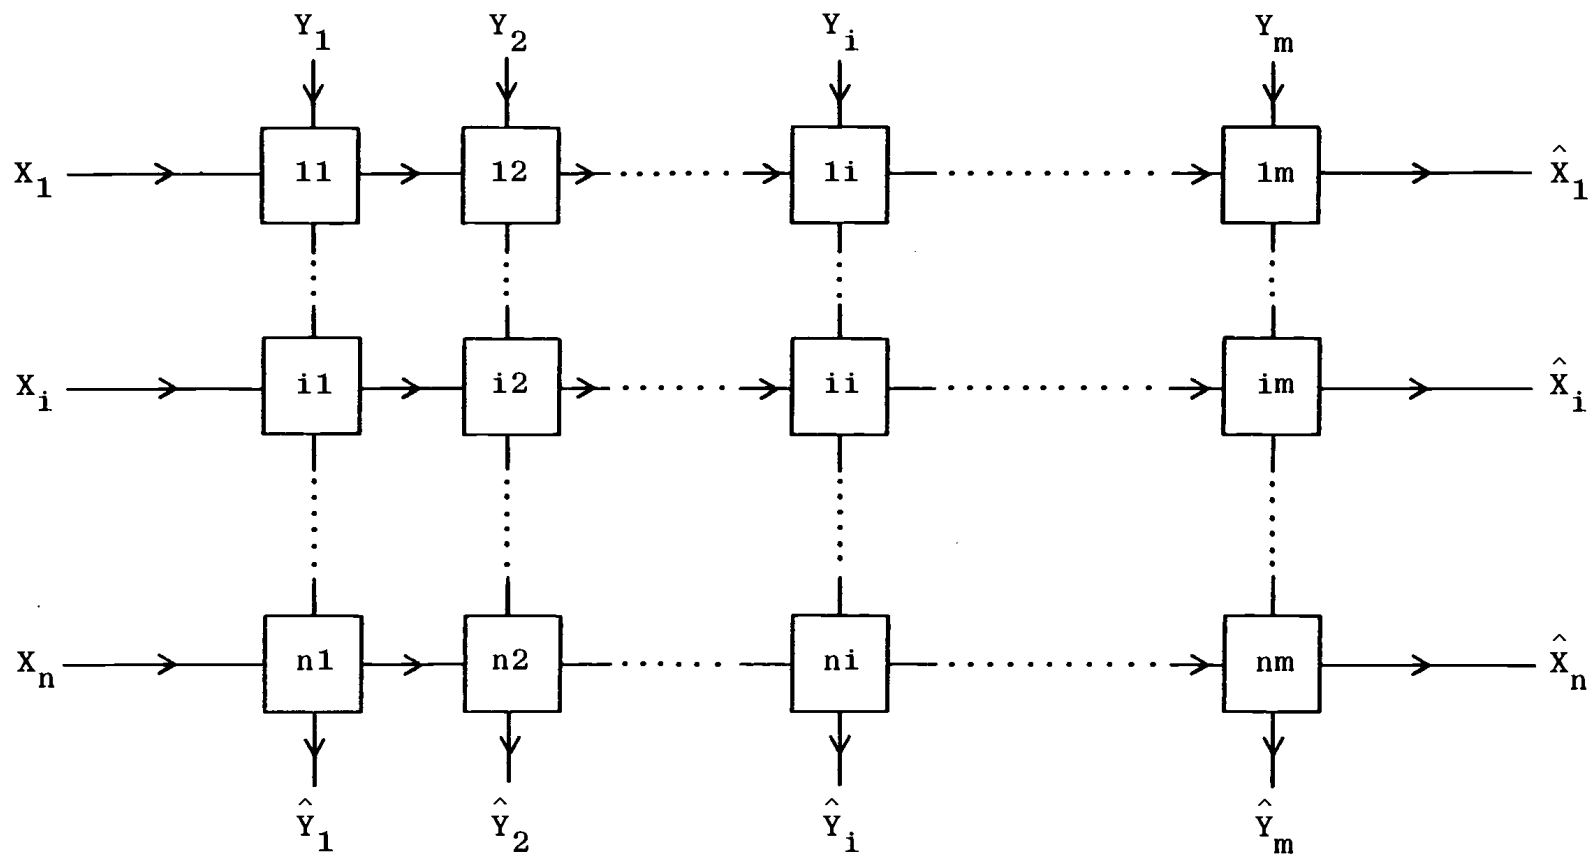 Y₁ Y₂ Yᵢ Yₘ
X₁ 11 12 1i 1m X̂₁
Xᵢ i1 i2 ii im X̂ᵢ
Xₙ n1 n2 ni nm X̂ₙ
Ŷ₁ Ŷ₂ Ŷᵢ Ŷₘ